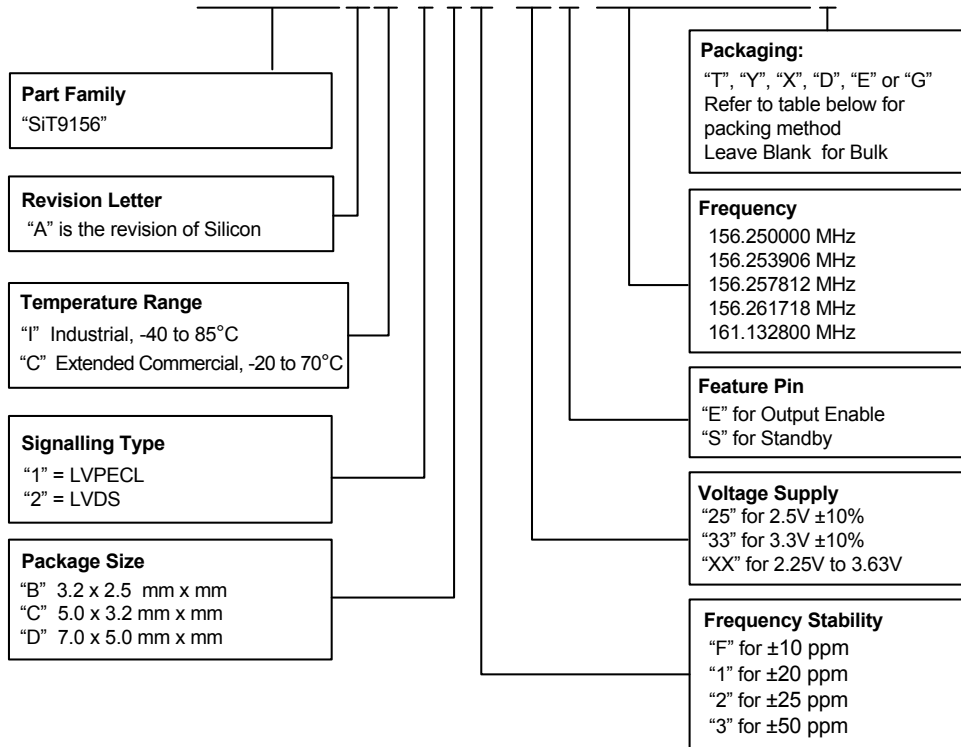 Part Family
“SiT9156”
Revision Letter
“A” is the revision of Silicon
Temperature Range
“I” Industrial, -40 to 85°C
“C” Extended Commercial, -20 to 70°C
Signalling Type
“1” = LVPECL
“2” = LVDS
Package Size
“B” 3.2 x 2.5 mm x mm
“C” 5.0 x 3.2 mm x mm
“D” 7.0 x 5.0 mm x mm
Packaging:
“T”, “Y”, “X”, “D”, “E” or “G”
Refer to table below for
packing method
Leave Blank for Bulk
Frequency
156.250000 MHz
156.253906 MHz
156.257812 MHz
156.261718 MHz
161.132800 MHz
Feature Pin
“E” for Output Enable
“S” for Standby
Voltage Supply
“25” for 2.5V ±10%
“33” for 3.3V ±10%
“XX” for 2.25V to 3.63V
Frequency Stability
“F” for ±10 ppm
“1” for ±20 ppm
“2” for ±25 ppm
“3” for ±50 ppm